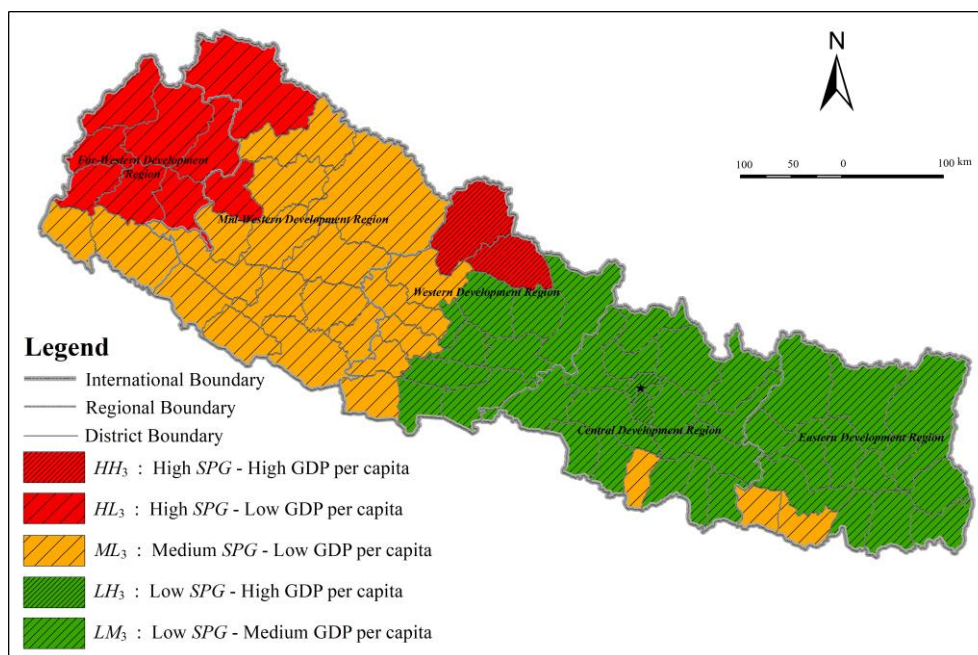 N
100 50 0 100 km
Far-Western Development
Region
Mid-Western Development Region
Western Development Region
Central Development Region
Eastern Development Region
Legend
International Boundary
Regional Boundary
District Boundary
HH₃ : High SPG - High GDP per capita
HL₃ : High SPG - Low GDP per capita
ML₃ : Medium SPG - Low GDP per capita
LH₃ : Low SPG - High GDP per capita
LM₃ : Low SPG - Medium GDP per capita